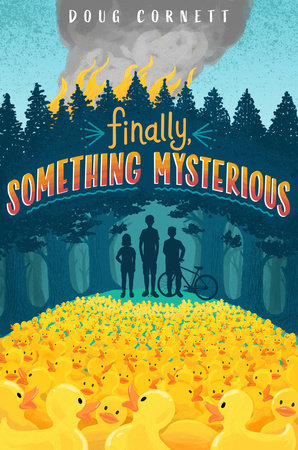 DOUG CORNETT
finally,
SOMETHING MYSTERIOUS